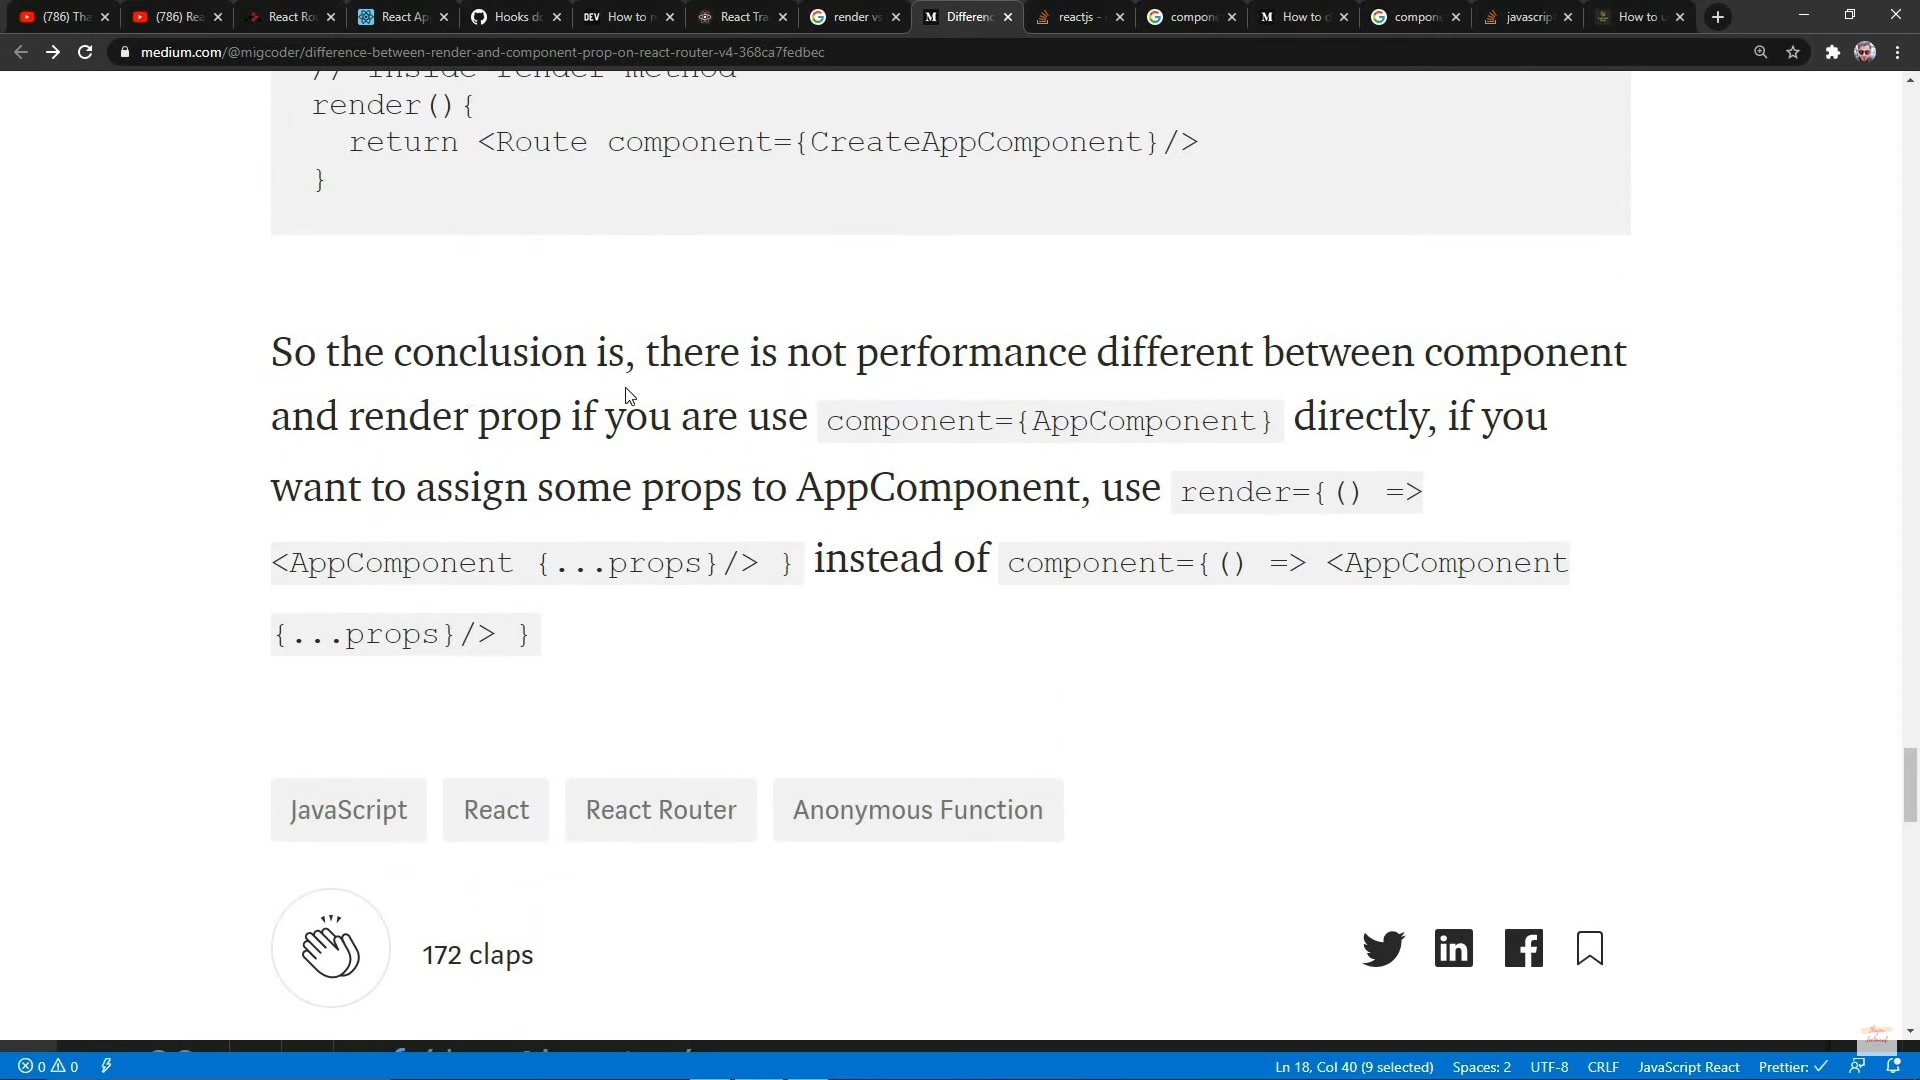 (786) Tha
(786) Rea
React Ro
React Ap
Hooks d
DEV How to
React Tra
render vs
Differenc
reactjs -
compon
How to
compon
javascrip
How to
medium.com/@migcoder/difference-between-render-and-component-prop-on-react-router-v4-368ca7fedbec
// inside render method
render(){
return <Route component={CreateAppComponent}/>
}
So the conclusion is, there is not performance different between component
and render prop if you are use component={AppComponent} directly, if you
want to assign some props to AppComponent, use render={() =>
<AppComponent {...props}/> } instead of component={() => <AppComponent
{...props}/> }
JavaScript React React Router Anonymous Function
172 claps
0 0 Ln 18, Col 40 (9 selected) Spaces: 2 UTF-8 CRLF JavaScript React Prettier: ✓